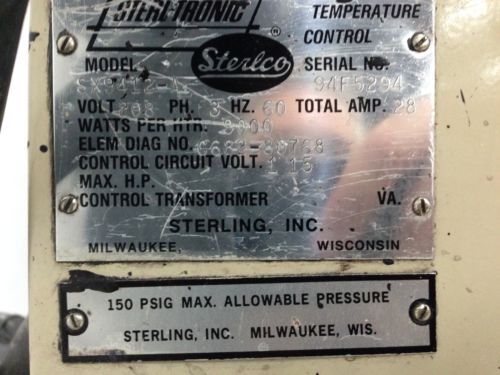 STERL-TRONIC
TEMPERATURE
CONTROL
MODEL Sterlco ® SERIAL NO.
94F5294
VOLT 208 PH. 3 HZ. 60 TOTAL AMP. 28
WATTS PER HTR.
ELEM DIAG NO.
CONTROL CIRCUIT VOLT. 115
MAX. H.P.
CONTROL TRANSFORMER VA.
STERLING, INC.
MILWAUKEE, WISCONSIN
150 PSIG MAX. ALLOWABLE PRESSURE
STERLING, INC. MILWAUKEE, WIS.